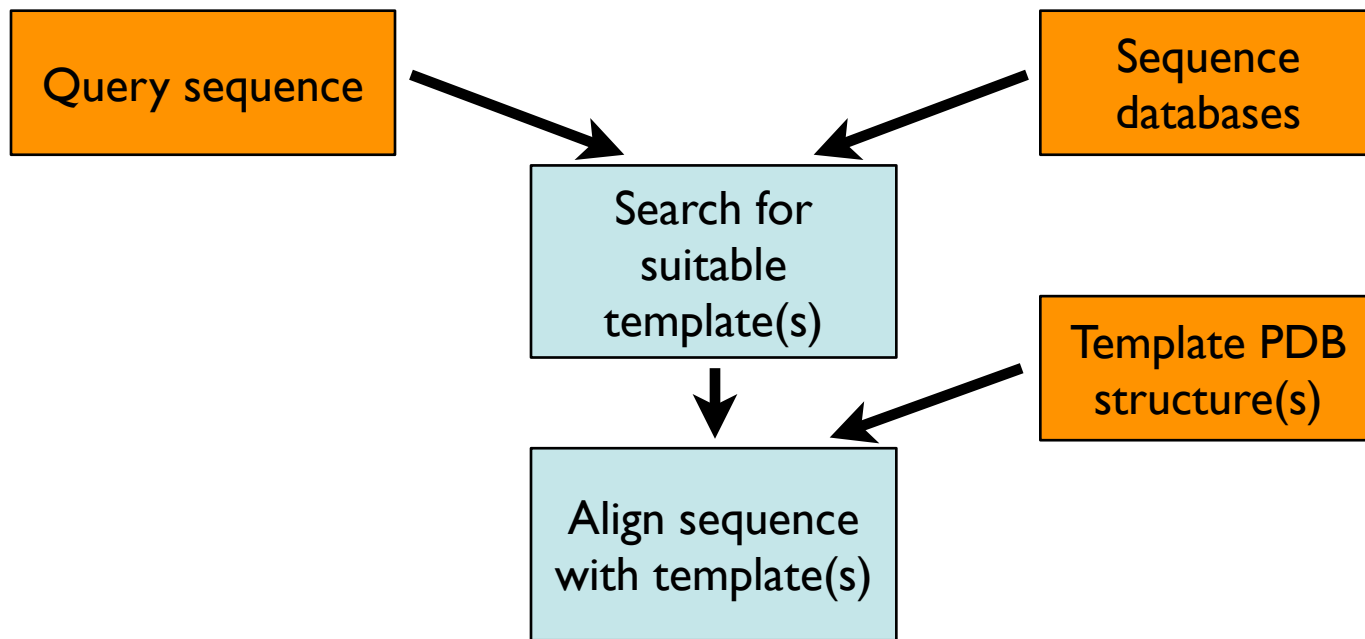 Query sequence
Sequence
databases
Search for
suitable
template(s)
Template PDB
structure(s)
Align sequence
with template(s)